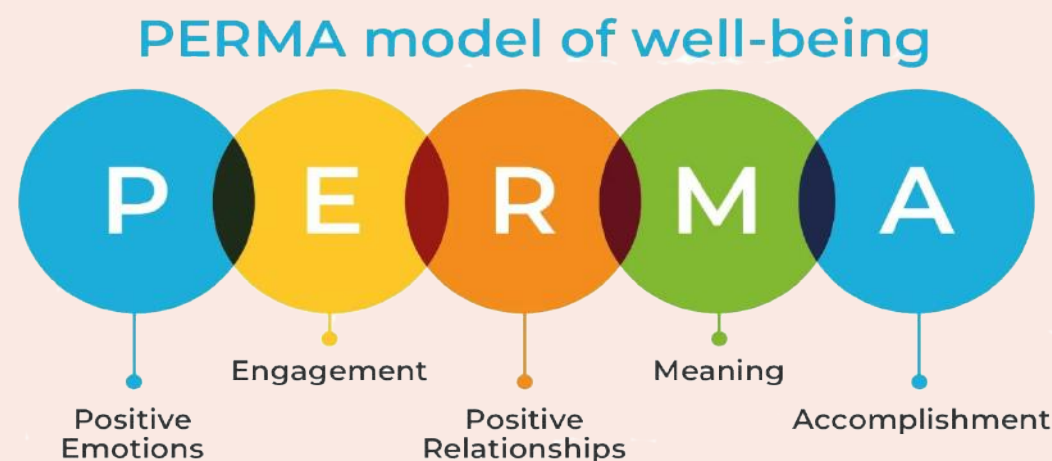 PERMA model of well-being
P E R M A
Engagement
Meaning
Positive
Emotions
Positive
Relationships
Accomplishment